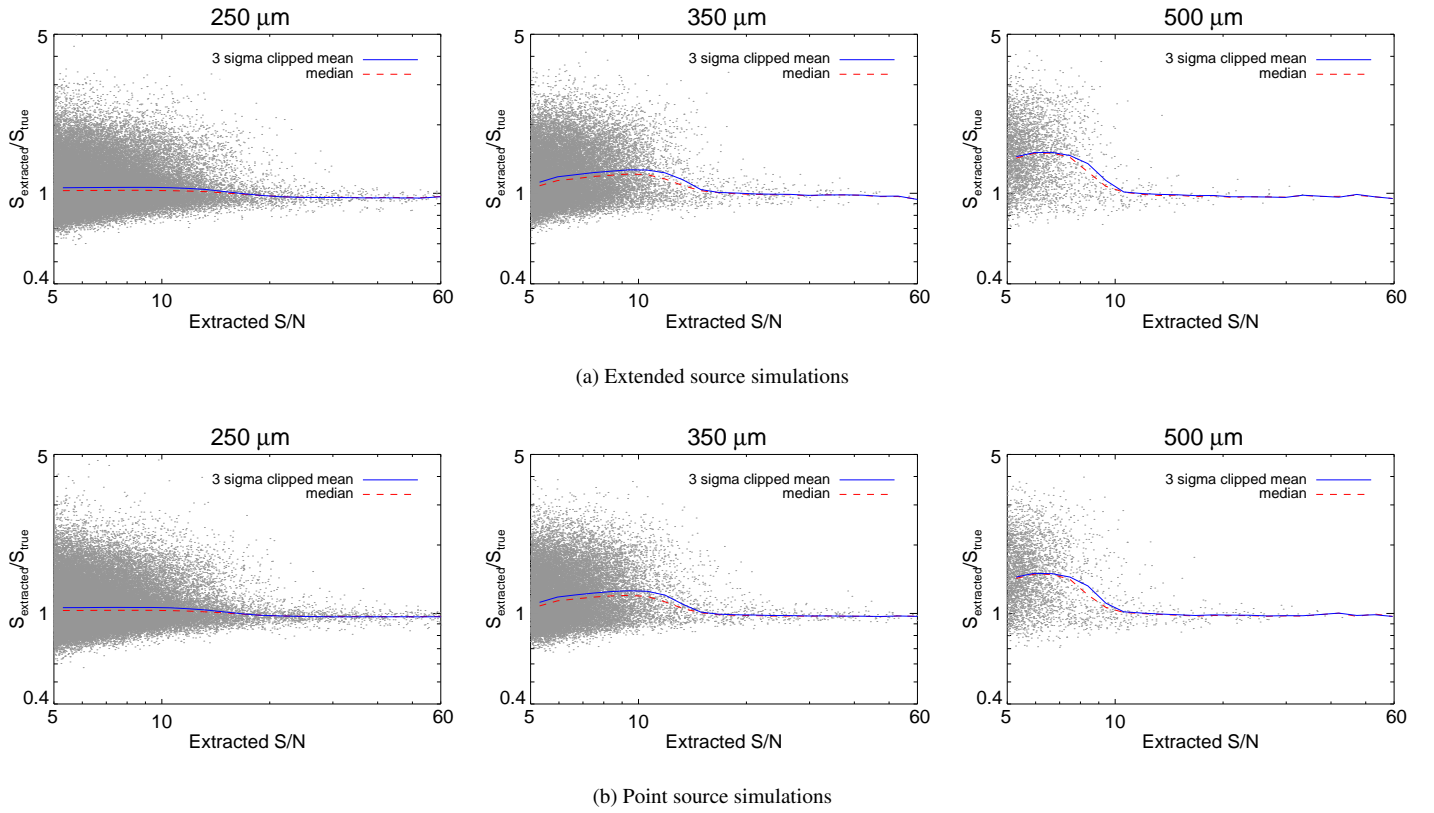 250 µm
350 µm
500 µm
5
1
0.4
S_extracted/S_true
3 sigma clipped mean
median
5
10
60
Extracted S/N
5
1
0.4
S_extracted/S_true
3 sigma clipped mean
median
5
10
60
Extracted S/N
5
1
0.4
S_extracted/S_true
3 sigma clipped mean
median
5
10
60
Extracted S/N
(a) Extended source simulations
250 µm
350 µm
500 µm
5
1
0.4
S_extracted/S_true
3 sigma clipped mean
median
5
10
60
Extracted S/N
5
1
0.4
S_extracted/S_true
3 sigma clipped mean
median
5
10
60
Extracted S/N
5
1
0.4
S_extracted/S_true
3 sigma clipped mean
median
5
10
60
Extracted S/N
(b) Point source simulations